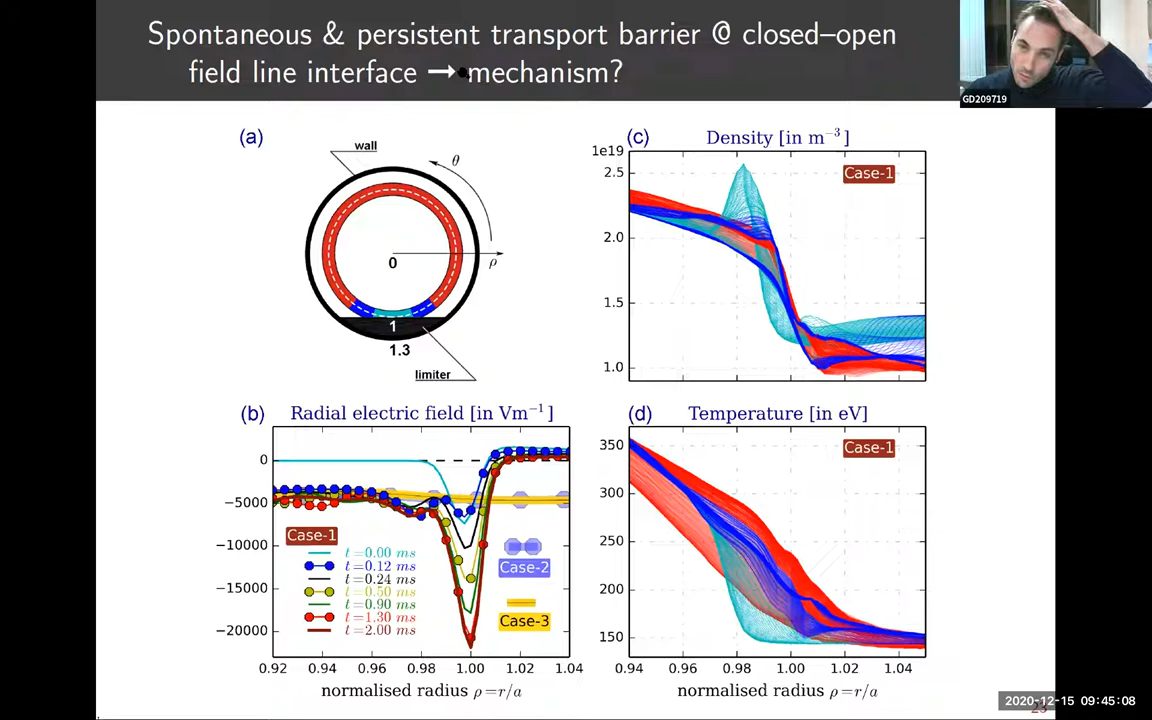 Spontaneous & persistent transport barrier @ closed–open
field line interface → mechanism?
GD209719
(a)
wall
θ
ρ
0
1
1.3
limiter
(c) Density [in m⁻³]
1e19
Case-1
2.5
2.0
1.5
1.0
(b) Radial electric field [in Vm⁻¹]
0
−5000
−10000
−15000
−20000
Case-1
t=0.00 ms
t=0.12 ms
t=0.24 ms
t=0.50 ms
t=0.90 ms
t=1.30 ms
t=2.00 ms
Case-2
Case-3
0.92 0.94 0.96 0.98 1.00 1.02 1.04
normalised radius ρ=r/a
(d) Temperature [in eV]
Case-1
350
300
250
200
150
0.94 0.96 0.98 1.00 1.02 1.04
normalised radius ρ=r/a
2020-12-15 09:45:08
23